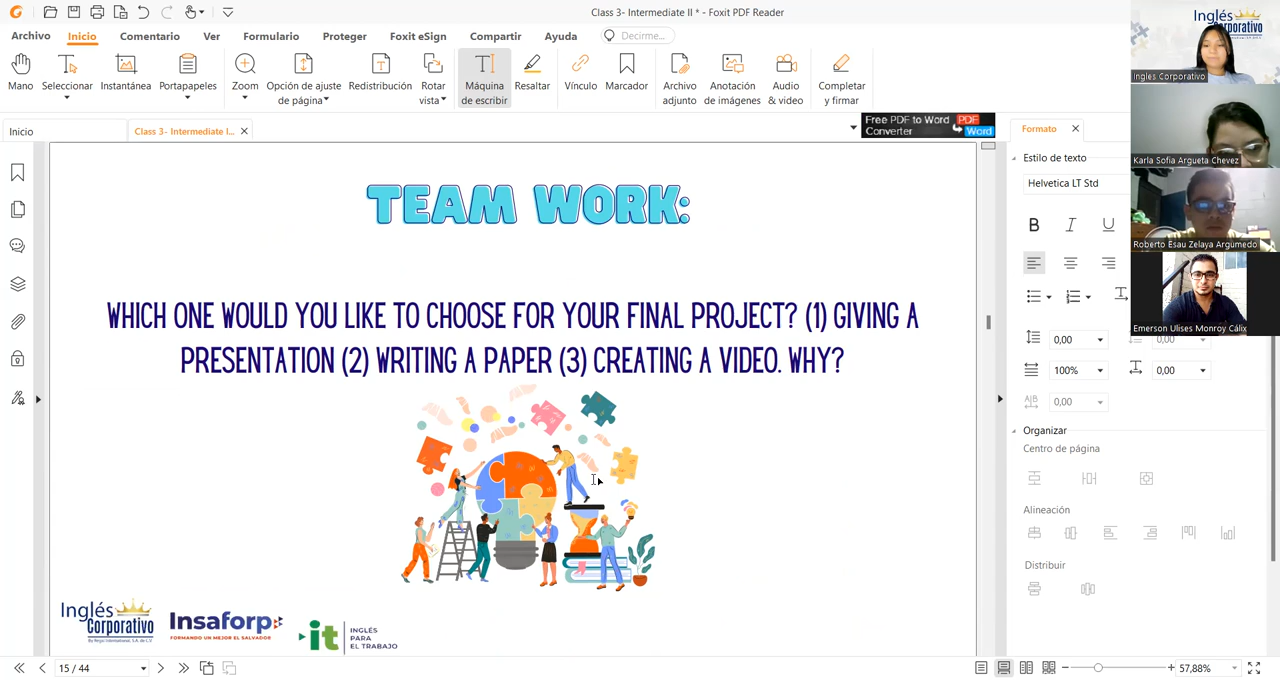 Class 3- Intermediate II * - Foxit PDF Reader
Archivo Inicio Comentario Ver Formulario Proteger Foxit eSign Compartir Ayuda Decirme...
Mano Seleccionar Instantánea Portapapeles Zoom Opción de ajuste de página Redistribución Rotar vista Máquina de escribir Resaltar Vínculo Marcador Archivo adjunto Anotación de imágenes Audio & video Completar y firmar
Inicio
Class 3- Intermediate I...
Free PDF to Word Converter
PDF
Word
Formato
Estilo de texto
Helvetica LT Std
B I U
0,00
0,00
100%
0,00
0,00
Organizar
Centro de página
Alineación
Distribuir
TEAM WORK:
WHICH ONE WOULD YOU LIKE TO CHOOSE FOR YOUR FINAL PROJECT? (1) GIVING A
PRESENTATION (2) WRITING A PAPER (3) CREATING A VIDEO. WHY?
Inglés
Corporativo
Insaforp
FORMANDO UN MEJOR EL SALVADOR
it
INGLÉS
PARA
EL TRABAJO
Inglés
Corporativo
Ingles Corporativo
Karla Sofia Argueta Chevez
Roberto Esau Zelaya Argumedo
Emerson Ulises Monroy Cálix
15 / 44
57,88%